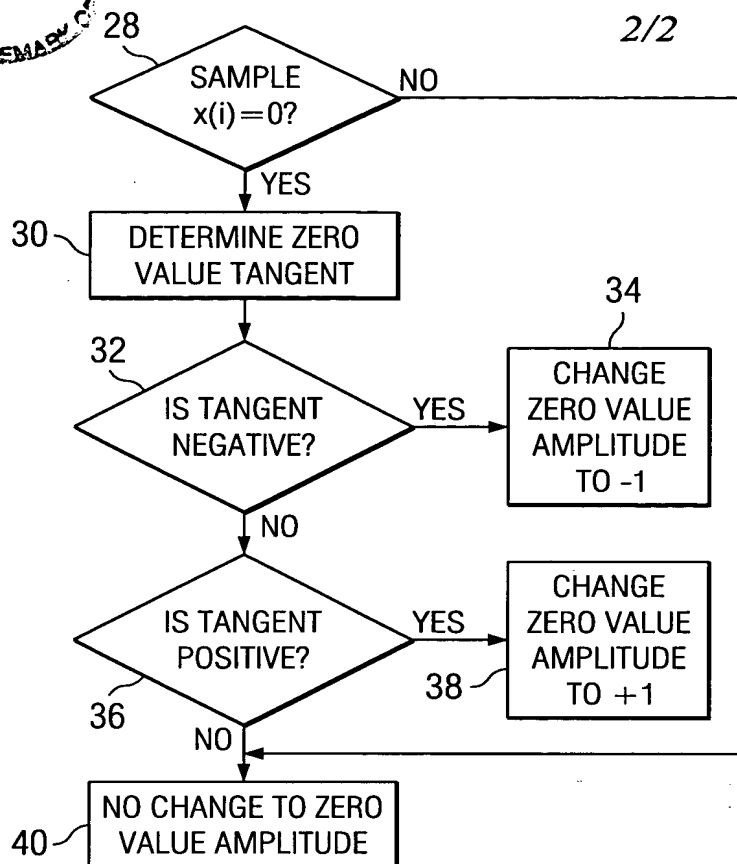 2/2
28
SAMPLE
x(i)=0?
NO
YES
30
DETERMINE ZERO
VALUE TANGENT
32
IS TANGENT
NEGATIVE?
YES
34
CHANGE
ZERO VALUE
AMPLITUDE
TO -1
NO
IS TANGENT
POSITIVE?
36
YES
38
CHANGE
ZERO VALUE
AMPLITUDE
TO +1
NO
40
NO CHANGE TO ZERO
VALUE AMPLITUDE